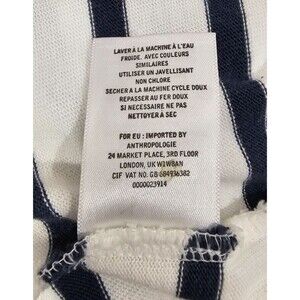 LAVER À LA MACHINE À L'EAU
FROIDE. AVEC COULEURS
SIMILAIRES
UTILISER UN JAVELLISANT
NON CHLORE
SECHER A LA MACHINE CYCLE DOUX
REPASSER AU FER DOUX
SI NECESSAIRE NE PAS
NETTOYER A SEC
FOR EU: IMPORTED BY
ANTHROPOLOGIE
24 MARKET PLACE, 3RD FLOOR
LONDON, UK W1W8AN
CIF VAT NO. GB 684936382
0000023914